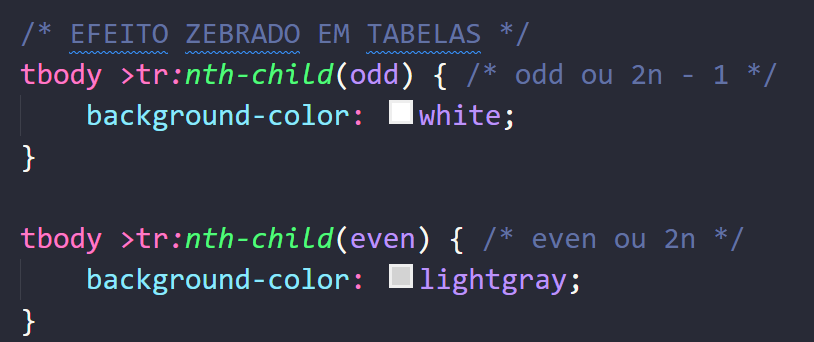 /* EFEITO ZEBRADO EM TABELAS */
tbody >tr:nth-child(odd) { /* odd ou 2n - 1 */
    background-color: white;
}

tbody >tr:nth-child(even) { /* even ou 2n */
    background-color: lightgray;
}